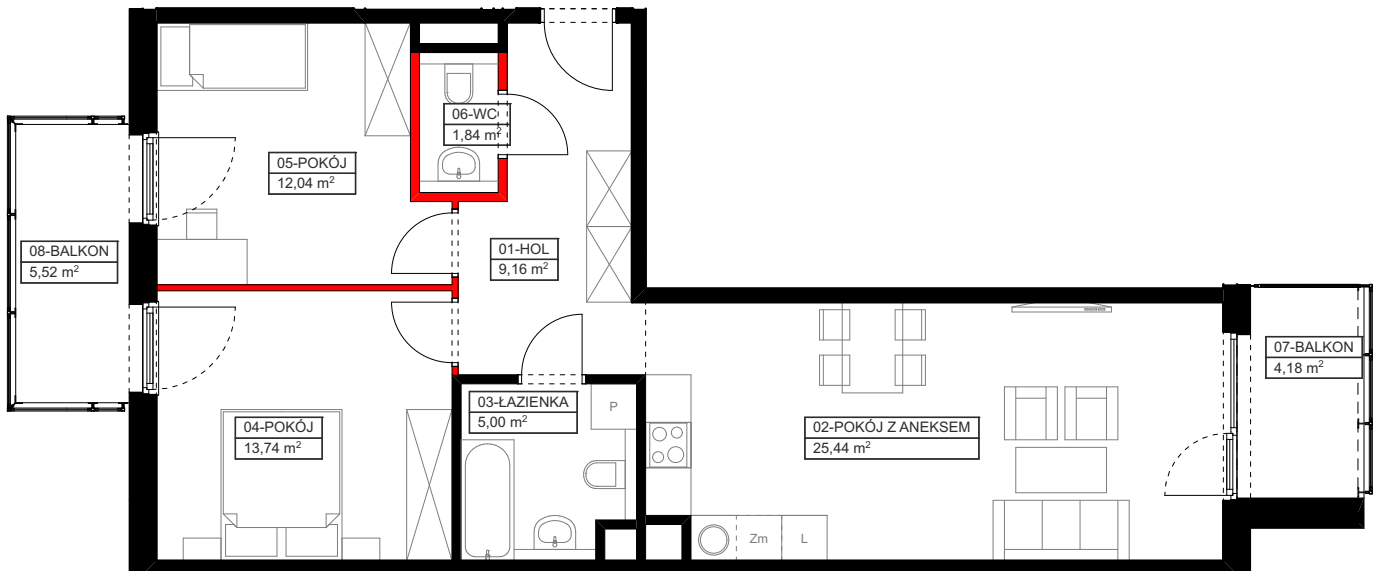 06-WC
1,84 m²
05-POKÓJ
12,04 m²
08-BALKON
5,52 m²
01-HOL
9,16 m²
07-BALKON
4,18 m²
03-ŁAZIENKA
5,00 m²
P
04-POKÓJ
13,74 m²
02-POKÓJ Z ANEKSEM
25,44 m²
Zm
L